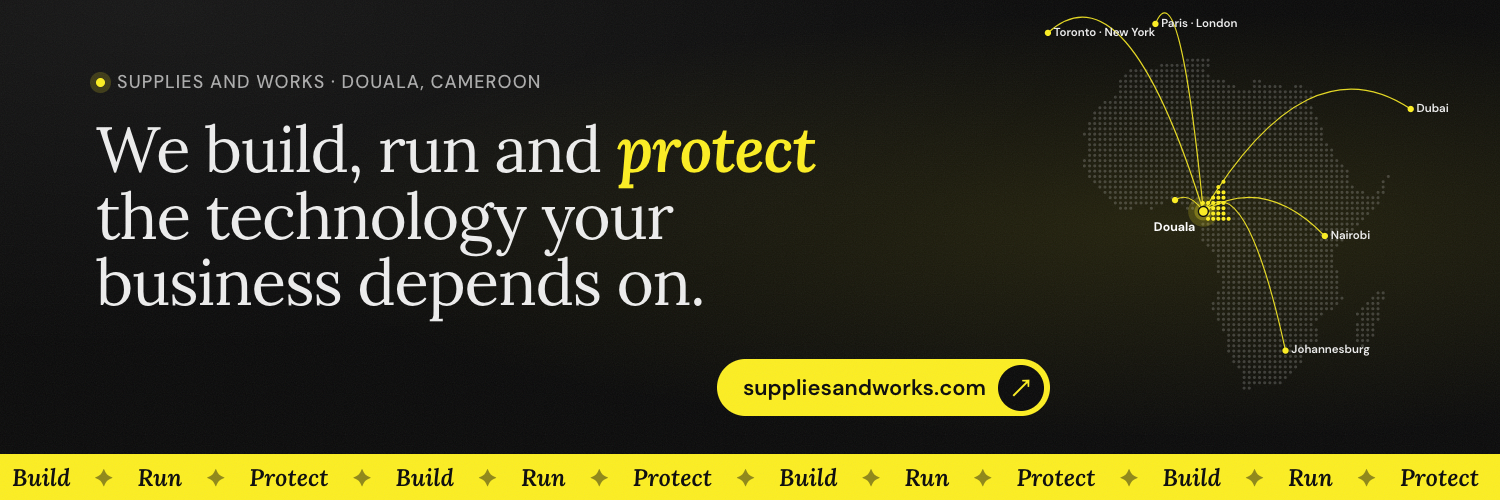 SUPPLIES AND WORKS · DOUALA, CAMEROON
We build, run and protect
the technology your
business depends on.
suppliesandworks.com
Toronto · New York
Paris · London
Dubai
Douala
Nairobi
Johannesburg
Build ✦ Run ✦ Protect ✦ Build ✦ Run ✦ Protect ✦ Build ✦ Run ✦ Protect ✦ Build ✦ Run ✦ Protect